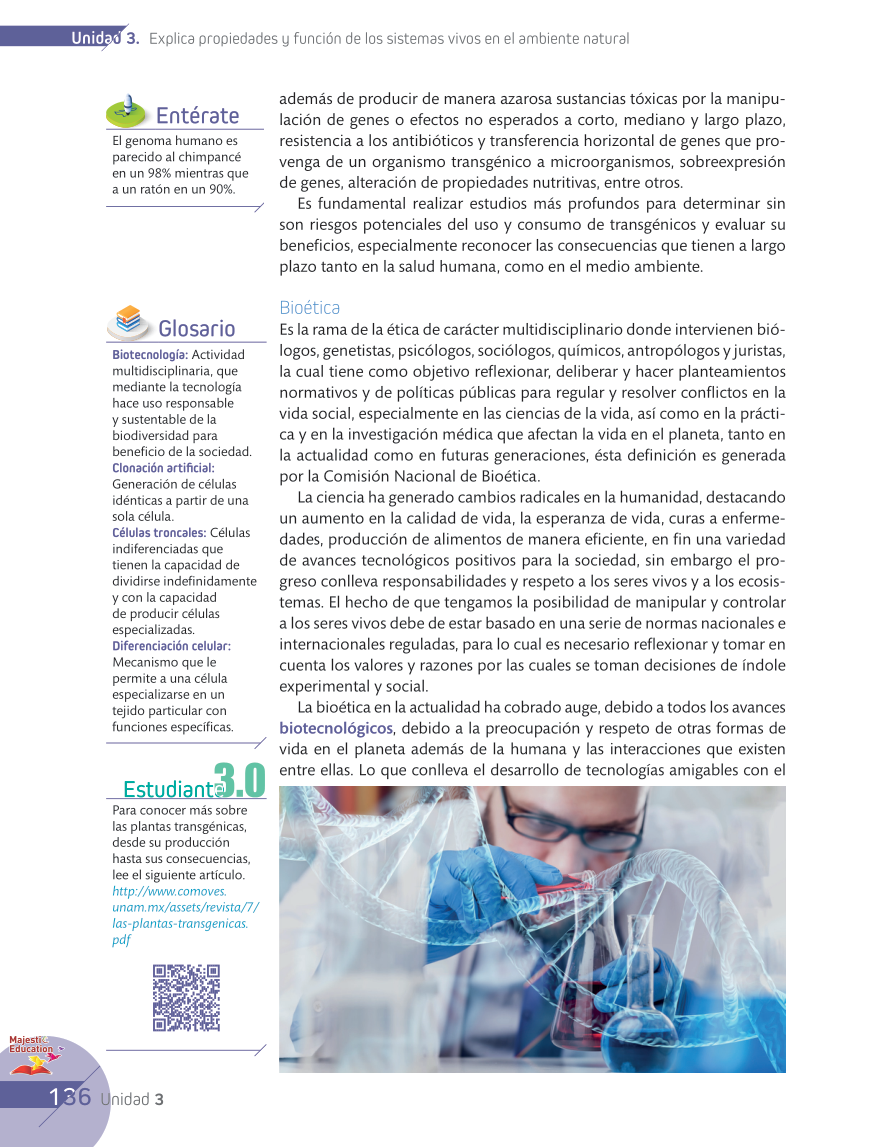 Unidad 3. Explica propiedades y función de los sistemas vivos en el ambiente natural
Entérate
El genoma humano es
parecido al chimpancé
en un 98% mientras que
a un ratón en un 90%.
Glosario
Biotecnología: Actividad
multidisciplinaria, que
mediante la tecnología
hace uso responsable
y sustentable de la
biodiversidad para
beneficio de la sociedad.
Clonación artificial:
Generación de células
idénticas a partir de una
sola célula.
Células troncales: Células
indiferenciadas que
tienen la capacidad de
dividirse indefinidamente
y con la capacidad
de producir células
especializadas.
Diferenciación celular:
Mecanismo que le
permite a una célula
especializarse en un
tejido particular con
funciones específicas.
Estudiante 3.0
Para conocer más sobre
las plantas transgénicas,
desde su producción
hasta sus consecuencias,
lee el siguiente artículo.
http://www.comoves.
unam.mx/assets/revista/7/
las-plantas-transgenicas.
pdf
además de producir de manera azarosa sustancias tóxicas por la manipu-
lación de genes o efectos no esperados a corto, mediano y largo plazo,
resistencia a los antibióticos y transferencia horizontal de genes que pro-
venga de un organismo transgénico a microorganismos, sobreexpresión
de genes, alteración de propiedades nutritivas, entre otros.
Es fundamental realizar estudios más profundos para determinar sin
son riesgos potenciales del uso y consumo de transgénicos y evaluar su
beneficios, especialmente reconocer las consecuencias que tienen a largo
plazo tanto en la salud humana, como en el medio ambiente.
Bioética
Es la rama de la ética de carácter multidisciplinario donde intervienen bió-
logos, genetistas, psicólogos, sociólogos, químicos, antropólogos y juristas,
la cual tiene como objetivo reflexionar, deliberar y hacer planteamientos
normativos y de políticas públicas para regular y resolver conflictos en la
vida social, especialmente en las ciencias de la vida, así como en la prácti-
ca y en la investigación médica que afectan la vida en el planeta, tanto en
la actualidad como en futuras generaciones, ésta definición es generada
por la Comisión Nacional de Bioética.
La ciencia ha generado cambios radicales en la humanidad, destacando
un aumento en la calidad de vida, la esperanza de vida, curas a enferme-
dades, producción de alimentos de manera eficiente, en fin una variedad
de avances tecnológicos positivos para la sociedad, sin embargo el pro-
greso conlleva responsabilidades y respeto a los seres vivos y a los ecosis-
temas. El hecho de que tengamos la posibilidad de manipular y controlar
a los seres vivos debe de estar basado en una serie de normas nacionales e
internacionales reguladas, para lo cual es necesario reflexionar y tomar en
cuenta los valores y razones por las cuales se toman decisiones de índole
experimental y social.
La bioética en la actualidad ha cobrado auge, debido a todos los avances
biotecnológicos, debido a la preocupación y respeto de otras formas de
vida en el planeta además de la humana y las interacciones que existen
entre ellas. Lo que conlleva el desarrollo de tecnologías amigables con el
Majestic
Education
136 Unidad 3